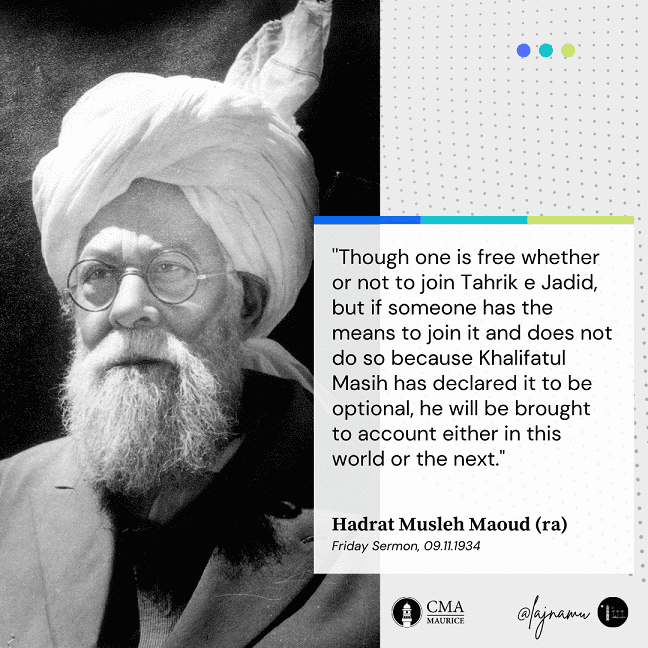 "Though one is free whether
or not to join Tahrik e Jadid,
but if someone has the
means to join it and does not
do so because Khalifatul
Masih has declared it to be
optional, he will be brought
to account either in this
world or the next."
Hadrat Musleh Maoud (ra)
Friday Sermon, 09.11.1934
CMA
MAURICE
@lajnamu